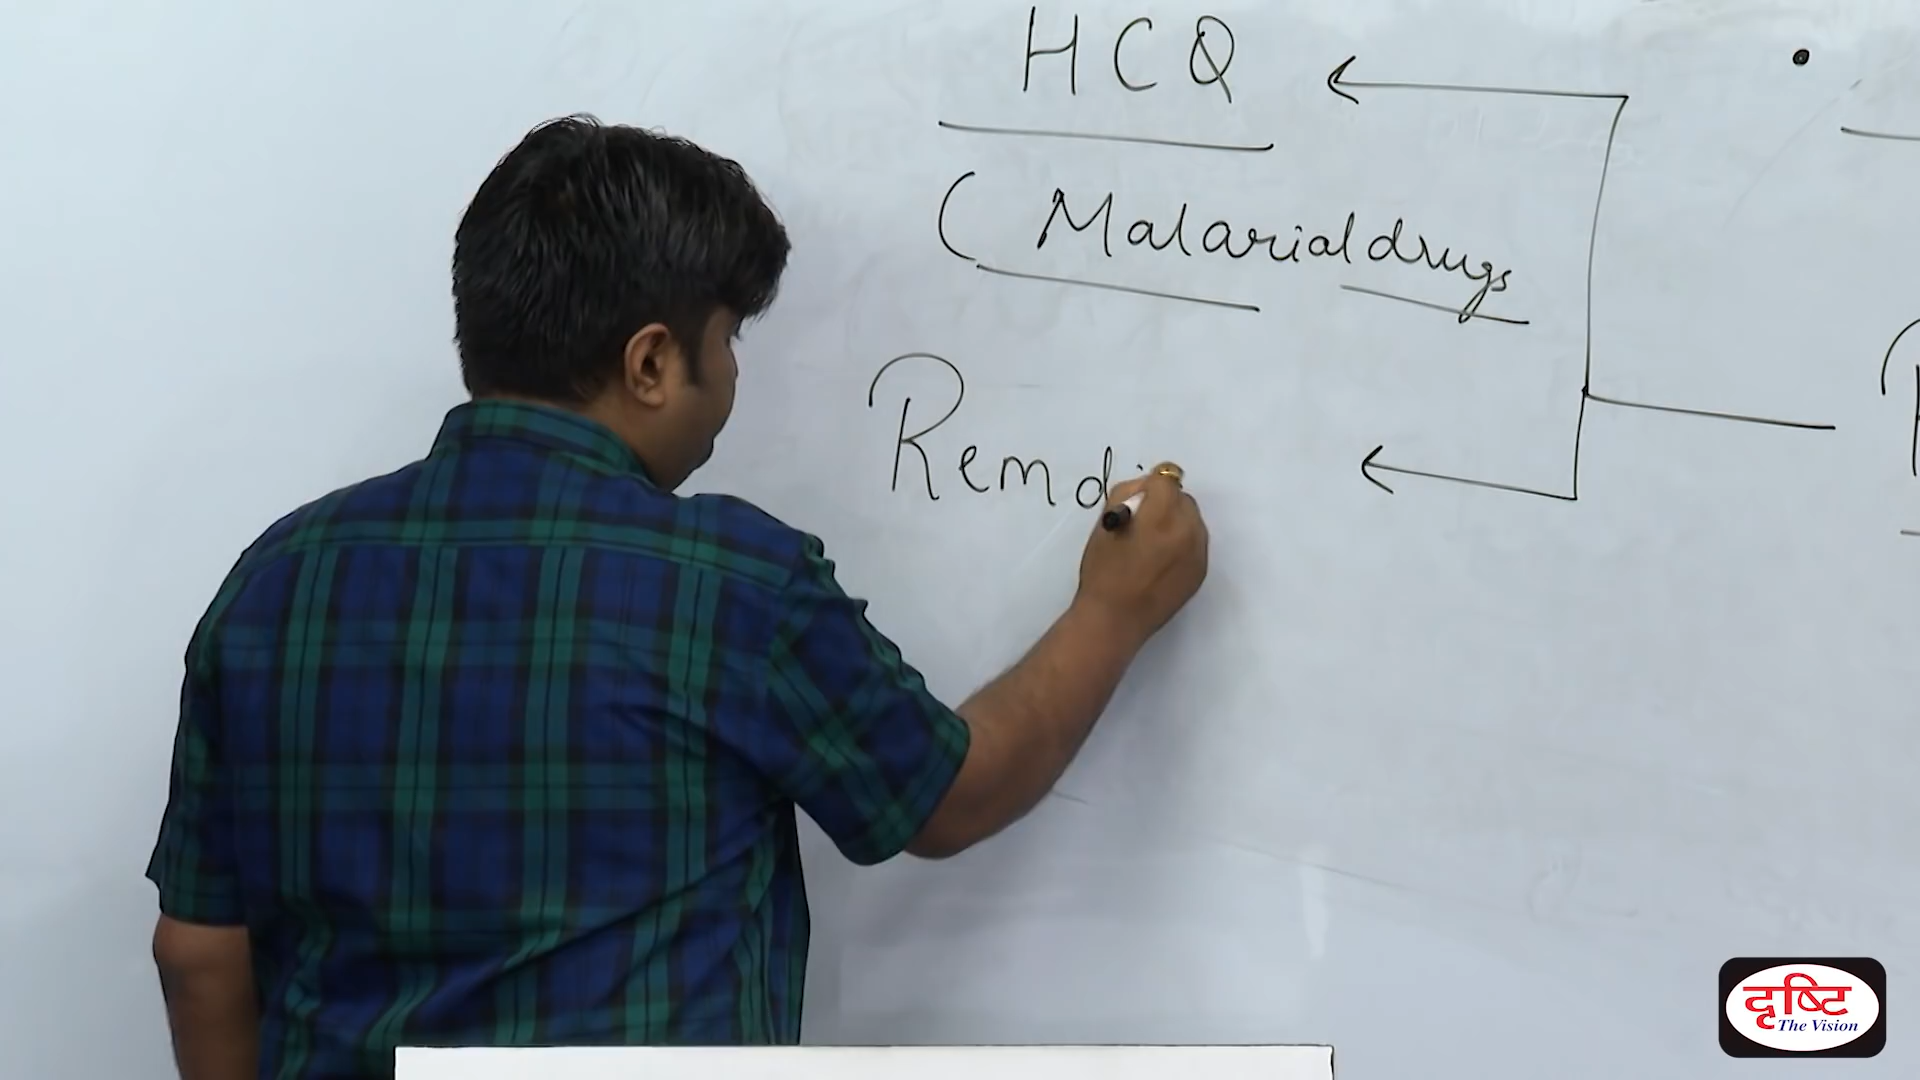 HCQ
( Malarial drugs
Remd
दृष्टि
The Vision